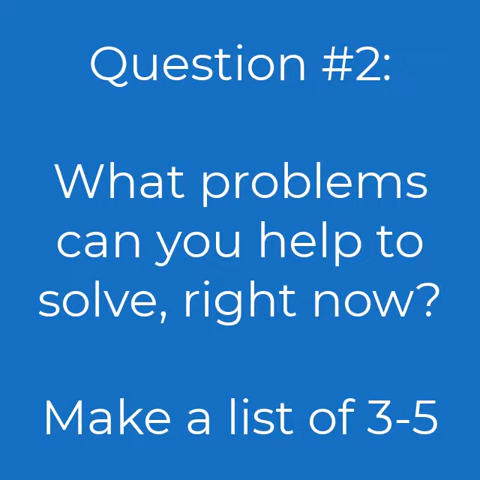 Question #2:
What problems
can you help to
solve, right now?
Make a list of 3-5